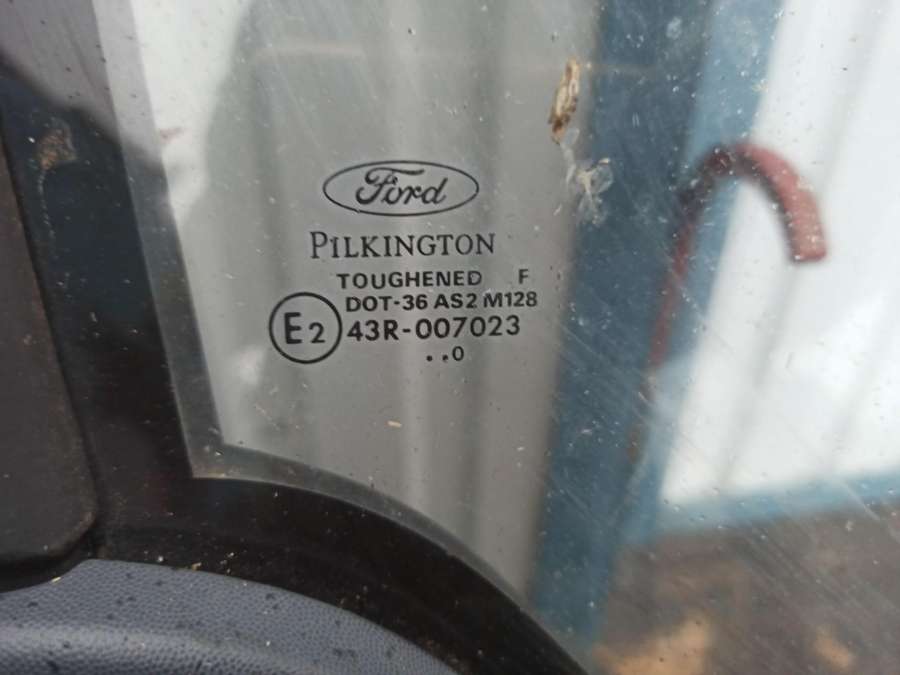 Ford
PILKINGTON
TOUGHENED F
DOT-36 AS2 M128
E2 43R-007023
..0